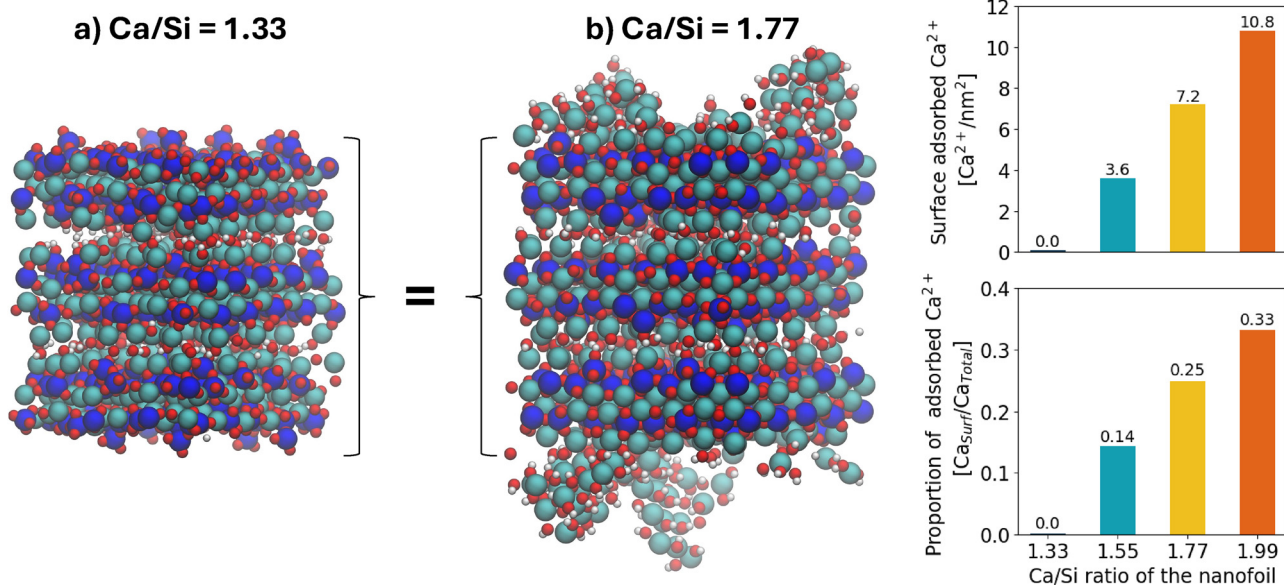 a) Ca/Si = 1.33
b) Ca/Si = 1.77
=
Surface adsorbed Ca²⁺
[Ca²⁺/nm²]
12
10
8
6
4
2
0
0.0
3.6
7.2
10.8
Proportion of adsorbed Ca²⁺
[Ca_Surf/Ca_Total]
0.4
0.3
0.2
0.1
0.0
0.0
0.14
0.25
0.33
1.33 1.55 1.77 1.99
Ca/Si ratio of the nanofoil